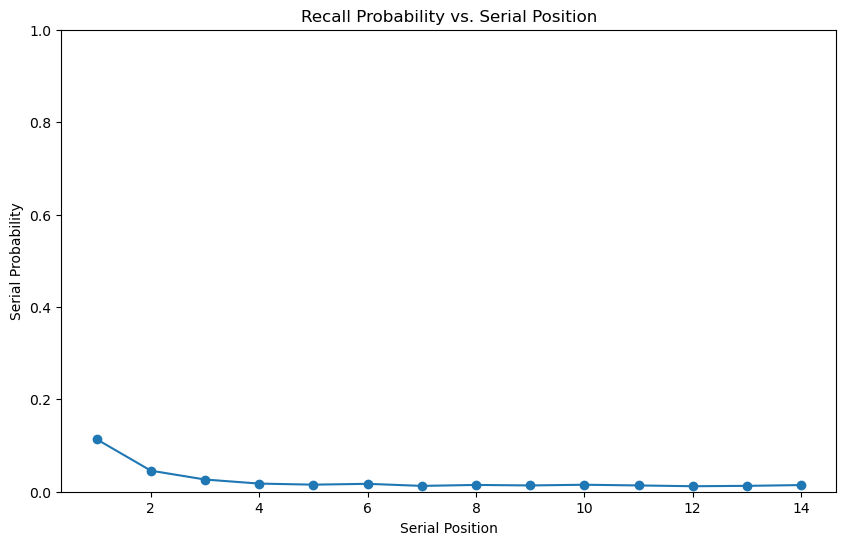 Recall Probability vs. Serial Position
1.0
0.8
0.6
0.4
0.2
0.0
Serial Probability
2 4 6 8 10 12 14
Serial Position